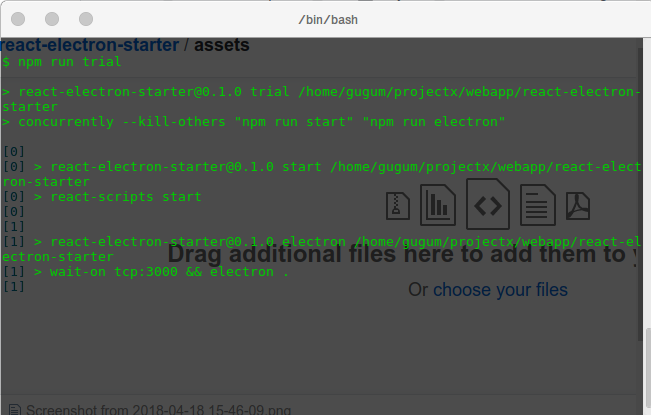 /bin/bash
react-electron-starter / assets
$ npm run trial
> react-electron-starter@0.1.0 trial /home/gugum/projectx/webapp/react-electron-
starter
> concurrently --kill-others "npm run start" "npm run electron"
[0]
[0] > react-electron-starter@0.1.0 start /home/gugum/projectx/webapp/react-elect
ron-starter
[0] > react-scripts start
[0]
[1]
[1] > react-electron-starter@0.1.0 electron /home/gugum/projectx/webapp/react-el
ectron-starter
Drag additional files here to add them to y
[1] > wait-on tcp:3000 && electron .
[1]
Or choose your files
Screenshot from 2018-04-18 15-46-09.png